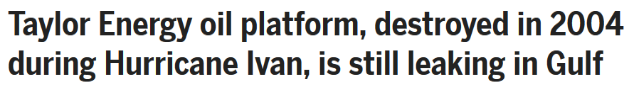 Taylor Energy oil platform, destroyed in 2004
during Hurricane Ivan, is still leaking in Gulf